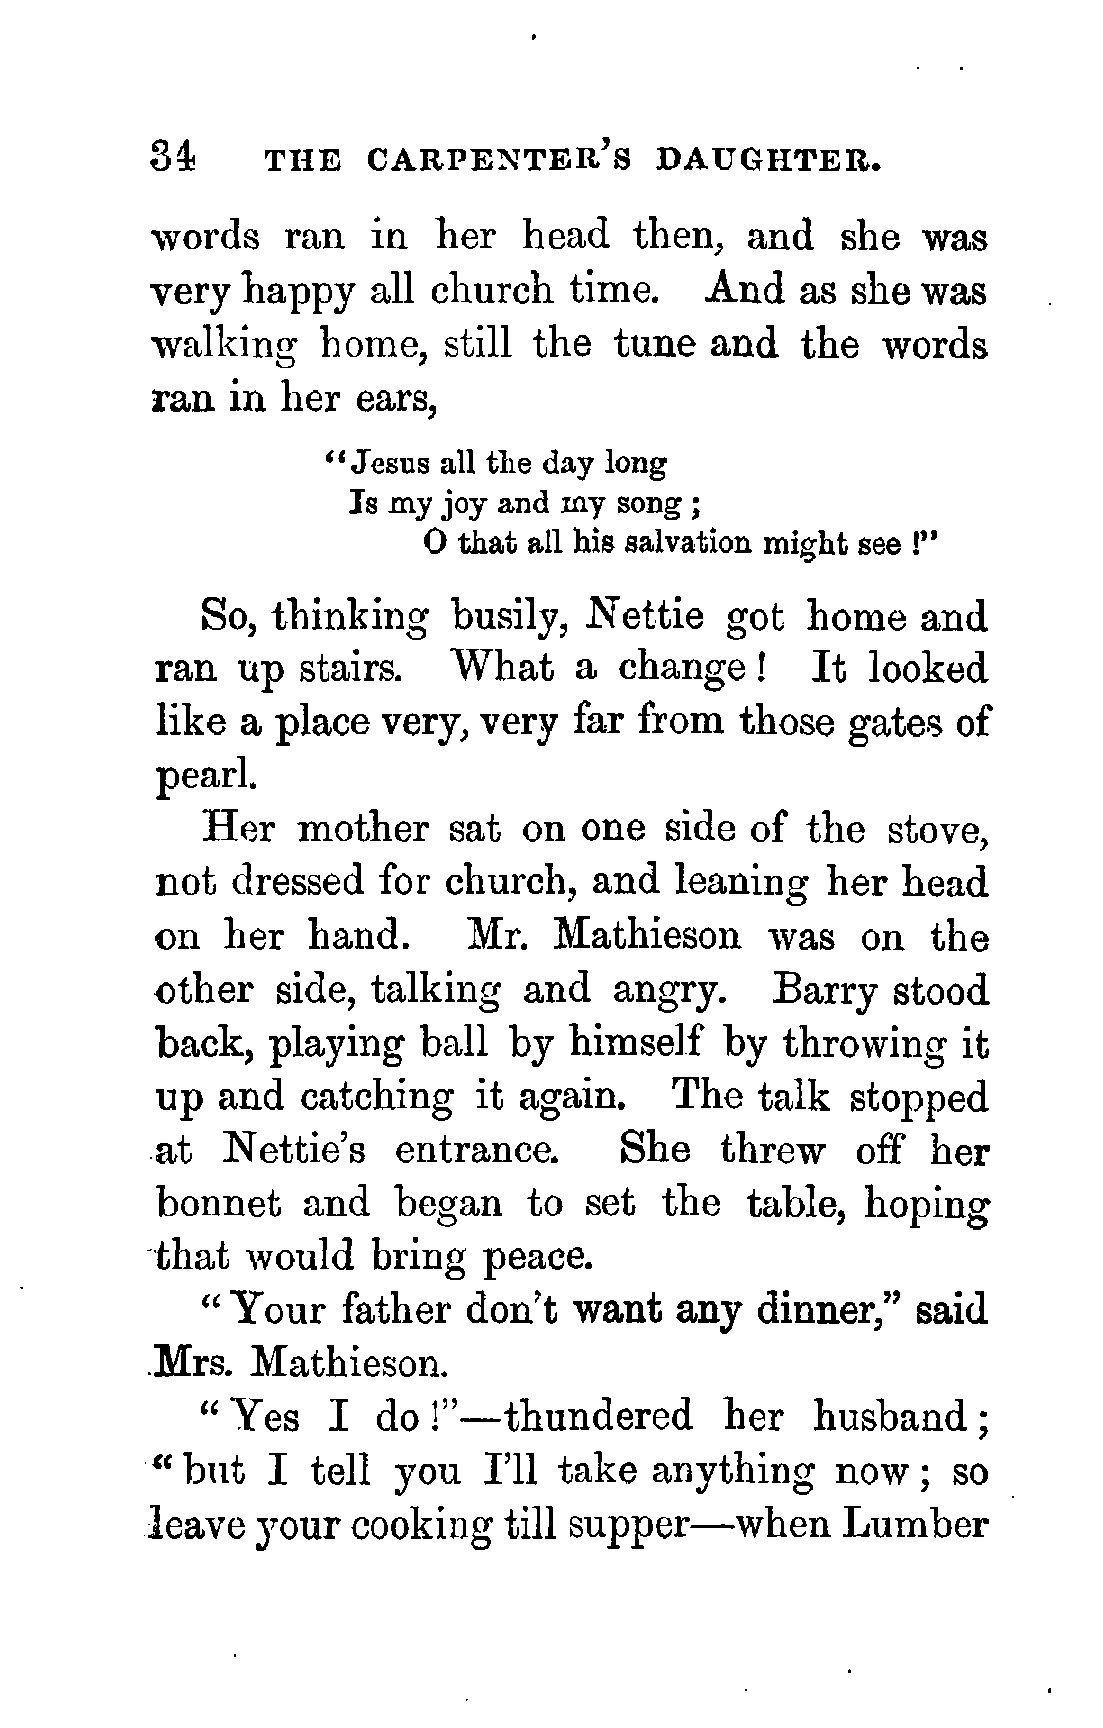 34 THE CARPENTER'S DAUGHTER.
words ran in her head then, and she was
very happy all church time. And as she was
walking home, still the tune and the words
ran in her ears,
"Jesus all the day long
Is my joy and my song;
O that all his salvation might see!"
So, thinking busily, Nettie got home and
ran up stairs. What a change! It looked
like a place very, very far from those gates of
pearl.
Her mother sat on one side of the stove,
not dressed for church, and leaning her head
on her hand. Mr. Mathieson was on the
other side, talking and angry. Barry stood
back, playing ball by himself by throwing it
up and catching it again. The talk stopped
at Nettie's entrance. She threw off her
bonnet and began to set the table, hoping
that would bring peace.
"Your father don't want any dinner," said
Mrs. Mathieson.
"Yes I do!"—thundered her husband;
"but I tell you I'll take anything now; so
leave your cooking till supper—when Lumber